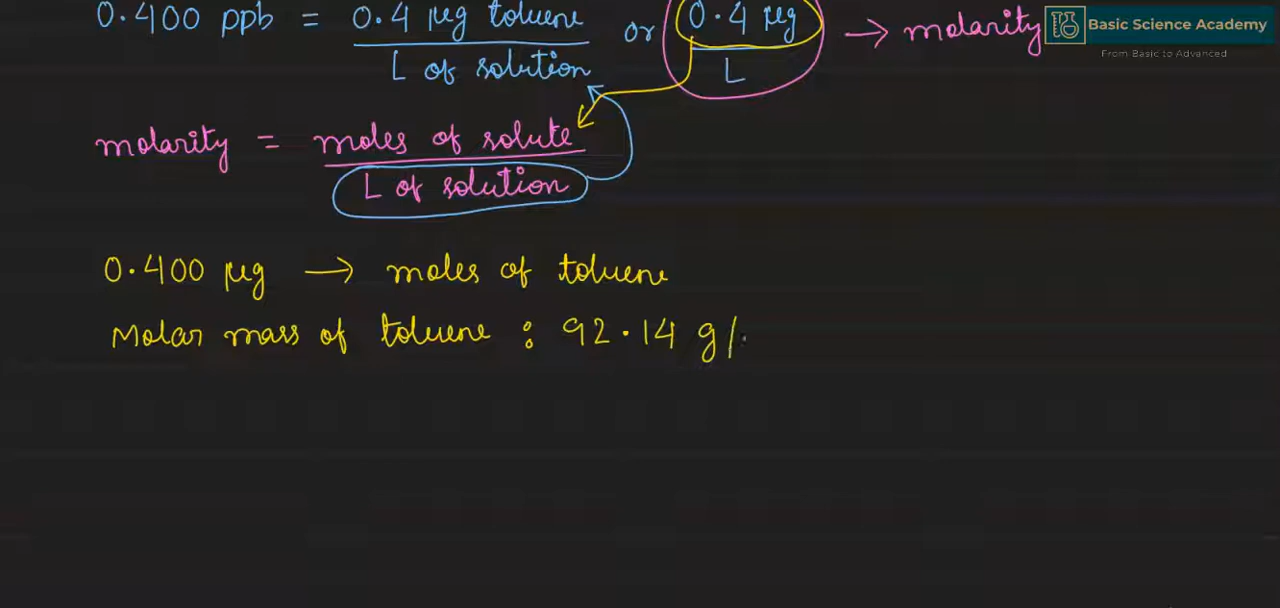 0.400 ppb = 0.4 µg toluene / L of solution or 0.4 µg / L → molarity
Basic Science Academy
From Basic to Advanced
molarity = moles of solute / L of solution
0.400 µg → moles of toluene
Molar mass of toluene : 92.14 g/